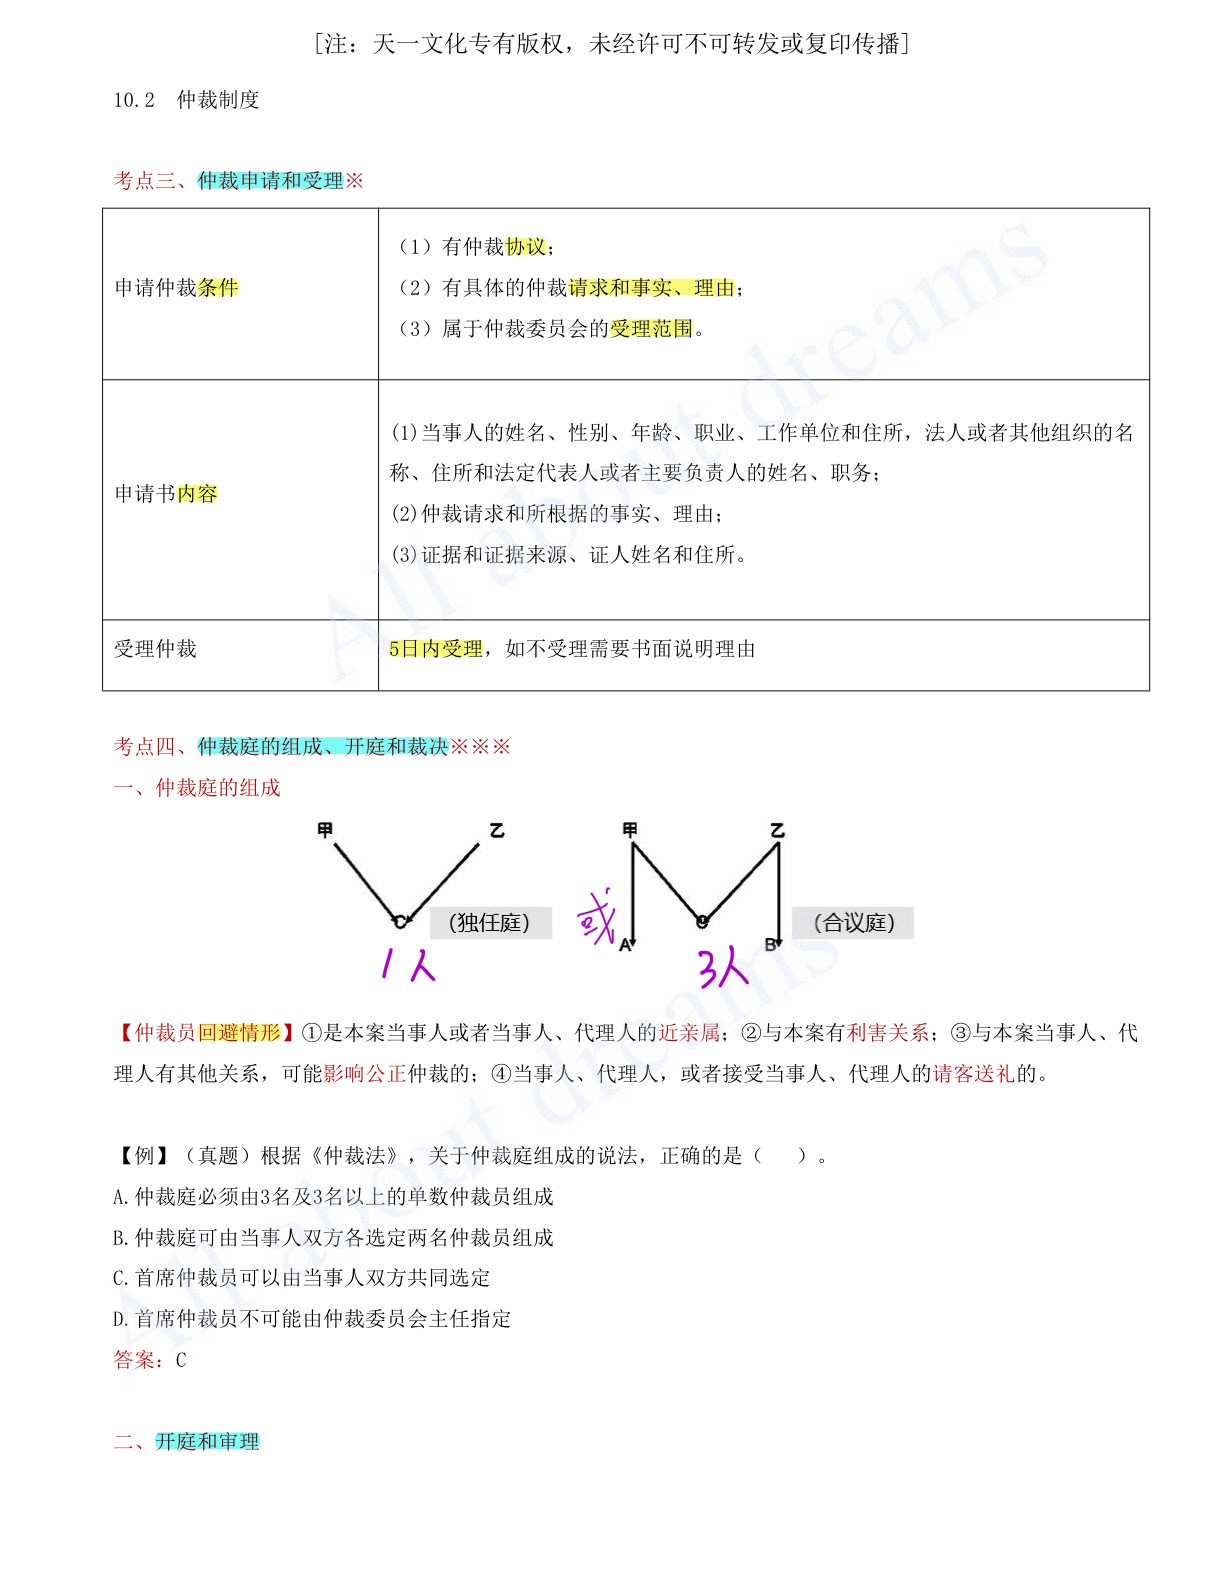 [注：天一文化专有版权，未经许可不可转发或复印传播]
10.2 仲裁制度
考点三、仲裁申请和受理※
申请仲裁条件
（1）有仲裁协议；
（2）有具体的仲裁请求和事实、理由；
（3）属于仲裁委员会的受理范围。
申请书内容
(1)当事人的姓名、性别、年龄、职业、工作单位和住所，法人或者其他组织的名
称、住所和法定代表人或者主要负责人的姓名、职务；
(2)仲裁请求和所根据的事实、理由；
(3)证据和证据来源、证人姓名和住所。
受理仲裁
5日内受理，如不受理需要书面说明理由
All about dreams
考点四、仲裁庭的组成、开庭和裁决※※※
一、仲裁庭的组成
甲 乙 甲 乙
C （独任庭） 或 A C B （合议庭）
1人 3人
【仲裁员回避情形】①是本案当事人或者当事人、代理人的近亲属；②与本案有利害关系；③与本案当事人、代
理人有其他关系，可能影响公正仲裁的；④当事人、代理人，或者接受当事人、代理人的请客送礼的。
【例】（真题）根据《仲裁法》，关于仲裁庭组成的说法，正确的是（ ）。
A.仲裁庭必须由3名及3名以上的单数仲裁员组成
B.仲裁庭可由当事人双方各选定两名仲裁员组成
C.首席仲裁员可以由当事人双方共同选定
D.首席仲裁员不可能由仲裁委员会主任指定
答案：C
All about dreams
二、开庭和审理